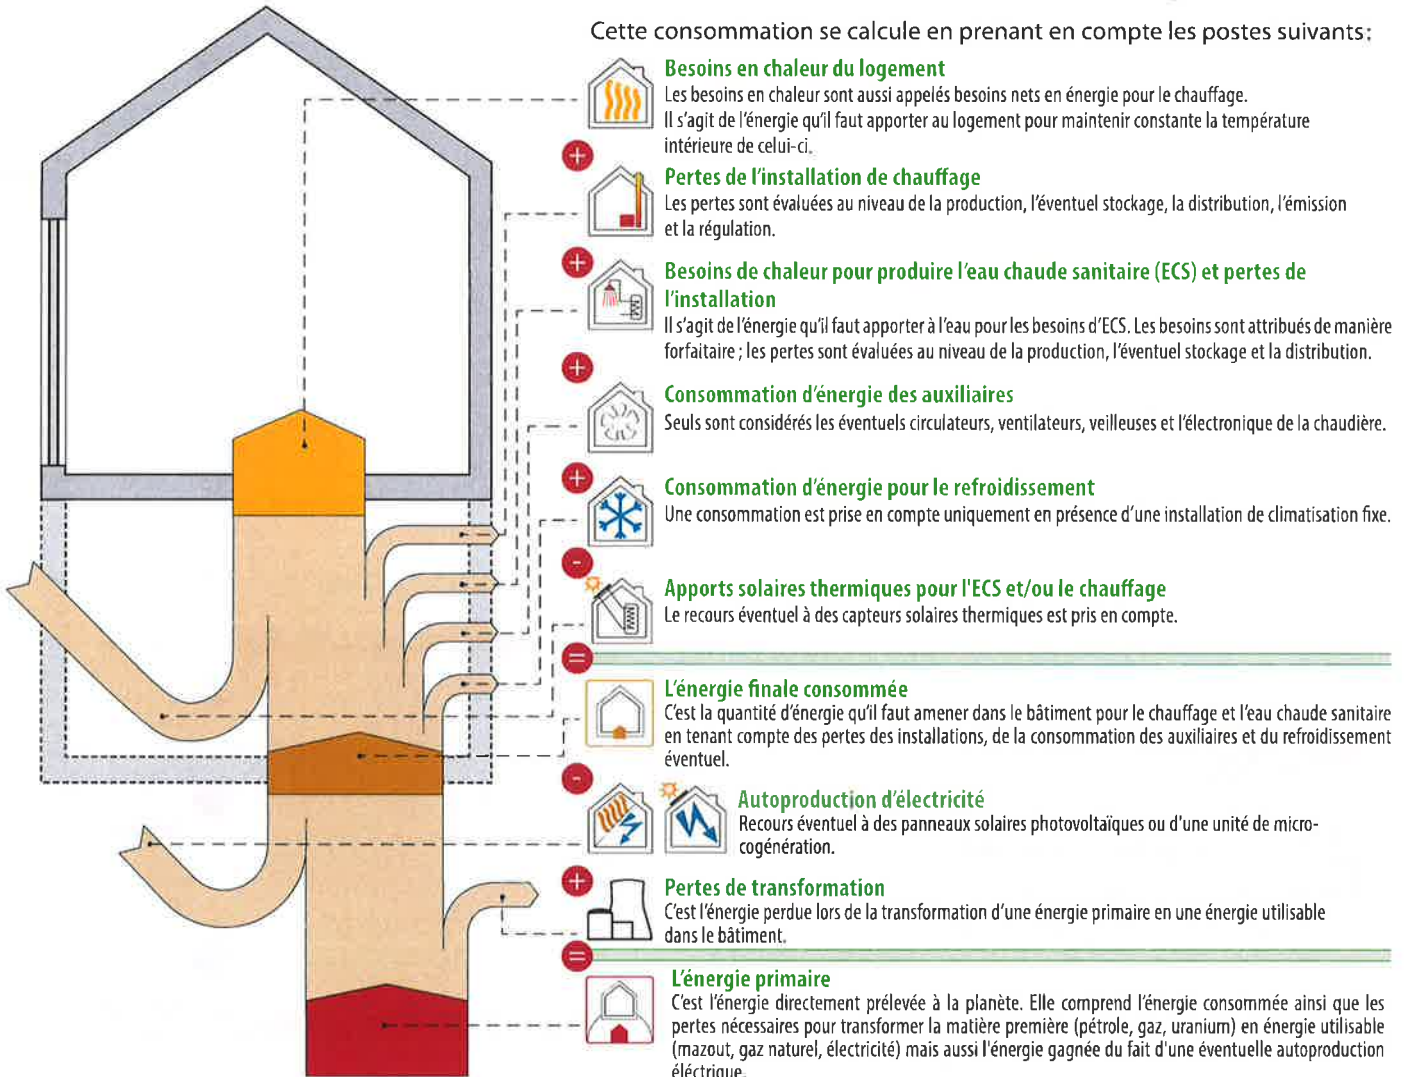 Cette consommation se calcule en prenant en compte les postes suivants:
Besoins en chaleur du logement
Les besoins en chaleur sont aussi appelés besoins nets en énergie pour le chauffage.
Il s'agit de l'énergie qu'il faut apporter au logement pour maintenir constante la température
intérieure de celui-ci.
+
Pertes de l'installation de chauffage
Les pertes sont évaluées au niveau de la production, l'éventuel stockage, la distribution, l'émission
et la régulation.
+
Besoins de chaleur pour produire l'eau chaude sanitaire (ECS) et pertes de
l'installation
Il s'agit de l'énergie qu'il faut apporter à l'eau pour les besoins d'ECS. Les besoins sont attribués de manière
forfaitaire ; les pertes sont évaluées au niveau de la production, l'éventuel stockage et la distribution.
+
Consommation d'énergie des auxiliaires
Seuls sont considérés les éventuels circulateurs, ventilateurs, veilleuses et l'électronique de la chaudière.
+
Consommation d'énergie pour le refroidissement
Une consommation est prise en compte uniquement en présence d'une installation de climatisation fixe.
-
Apports solaires thermiques pour l'ECS et/ou le chauffage
Le recours éventuel à des capteurs solaires thermiques est pris en compte.
=
L'énergie finale consommée
C'est la quantité d'énergie qu'il faut amener dans le bâtiment pour le chauffage et l'eau chaude sanitaire
en tenant compte des pertes des installations, de la consommation des auxiliaires et du refroidissement
éventuel.
-
Autoproduction d'électricité
Recours éventuel à des panneaux solaires photovoltaïques ou d'une unité de micro-
cogénération.
+
Pertes de transformation
C'est l'énergie perdue lors de la transformation d'une énergie primaire en une énergie utilisable
dans le bâtiment.
=
L'énergie primaire
C'est l'énergie directement prélevée à la planète. Elle comprend l'énergie consommée ainsi que les
pertes nécessaires pour transformer la matière première (pétrole, gaz, uranium) en énergie utilisable
(mazout, gaz naturel, électricité) mais aussi l'énergie gagnée du fait d'une éventuelle autoproduction
éléctrique.